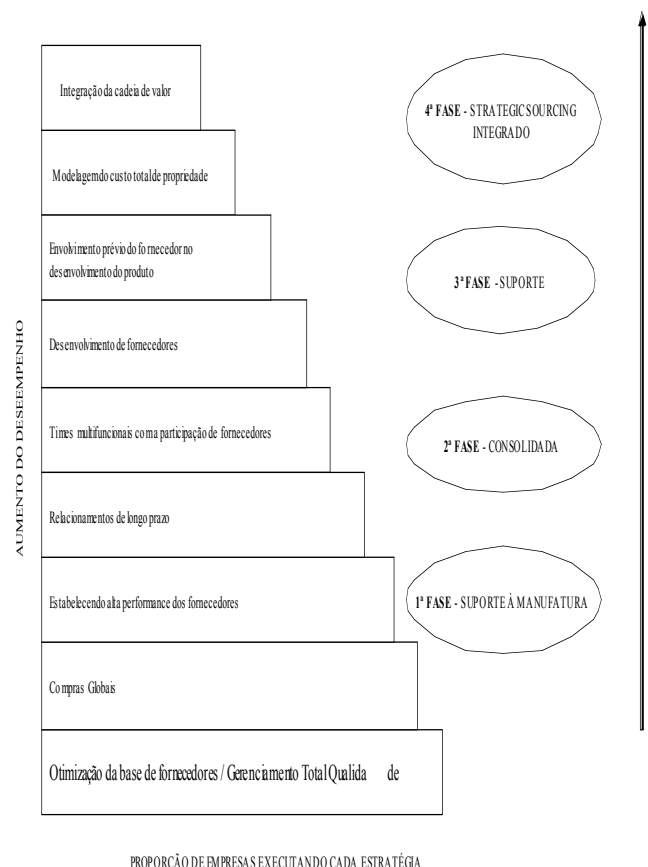 Integração da cadeia de valor
Modelagem do custo total de propriedade
Envolvimento prévio do fornecedor no
desenvolvimento do produto
Desenvolvimento de fornecedores
Times multifuncionais com a participação de fornecedores
Relacionamentos de longo prazo
Estabelecendo alta performance dos fornecedores
Compras Globais
Otimização da base de fornecedores / Gerenciamento Total Qualida de
4ª FASE - STRATEGIC SOURCING
INTEGRADO
3ª FASE - SUPORTE
2ª FASE - CONSOLIDADA
1ª FASE - SUPORTE À MANUFATURA
AUMENTO DO DESEEMPENHO
PROPORÇÃO DE EMPRESAS EXECUTANDO CADA ESTRATÉGIA